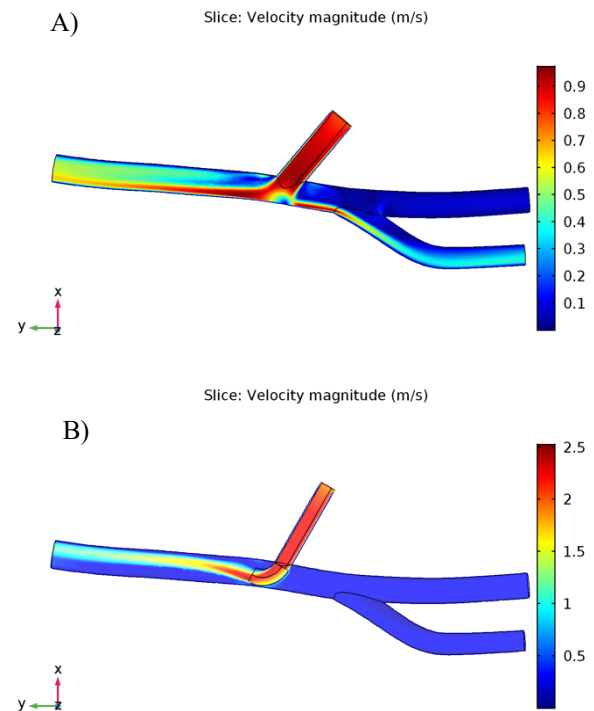 A)
Slice: Velocity magnitude (m/s)
0.9
0.8
0.7
0.6
0.5
0.4
0.3
0.2
0.1
x
y
z
Slice: Velocity magnitude (m/s)
B)
2.5
2
1.5
1
0.5
x
y
z